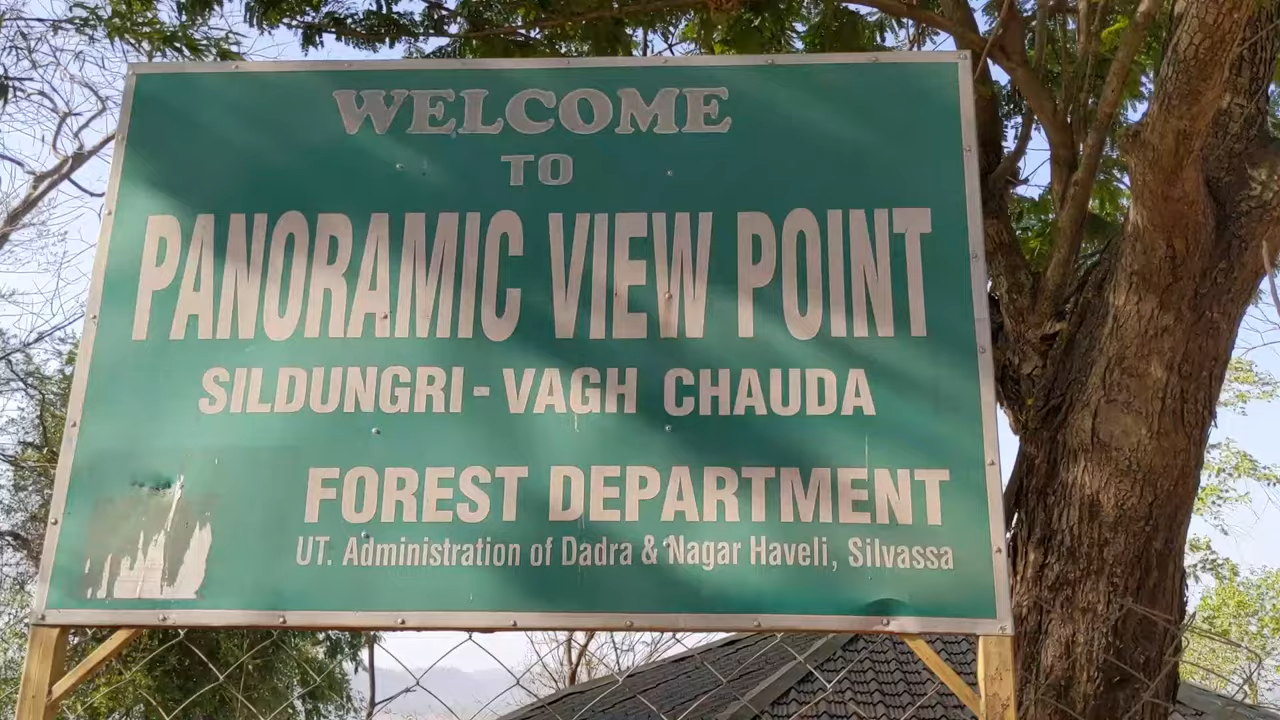 WELCOME
TO
PANORAMIC VIEW POINT
SILDUNGRI - VAGH CHAUDA
FOREST DEPARTMENT
UT. Administration of Dadra & Nagar Haveli, Silvassa